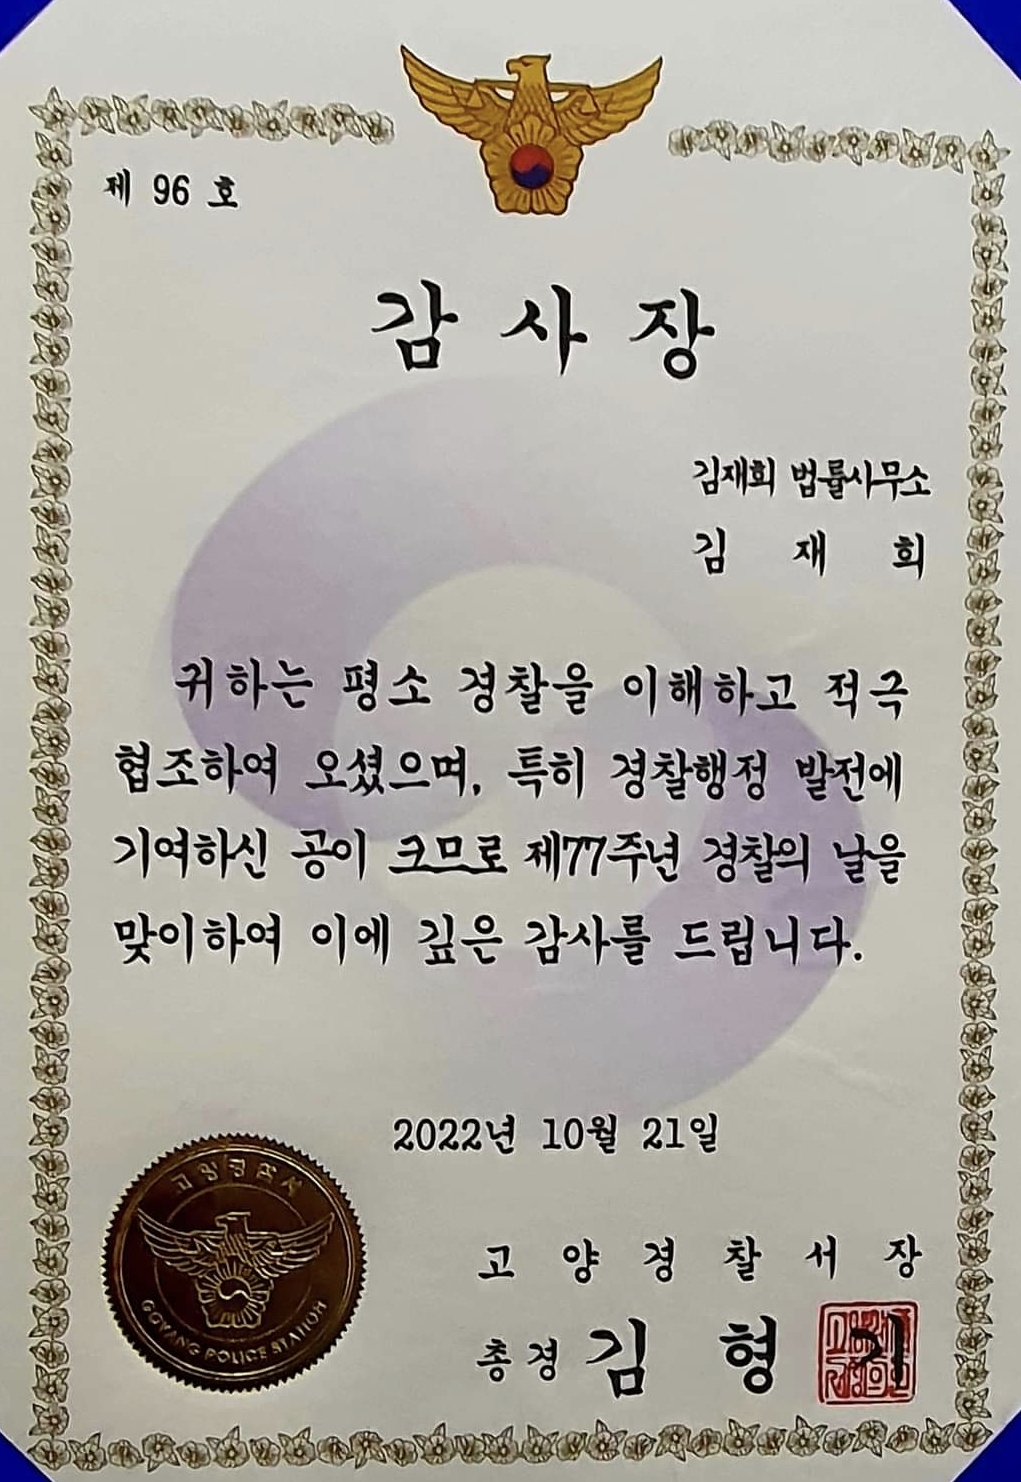 제 96 호
감 사 장
김재희 법률사무소
김 재 희
귀하는 평소 경찰을 이해하고 적극
협조하여 오셨으며, 특히 경찰행정 발전에
기여하신 공이 크므로 제77주년 경찰의 날을
맞이하여 이에 깊은 감사를 드립니다.
2022년 10월 21일
고양경찰서
GOYANG POLICE STATION
고 양 경 찰 서 장
총경 김 형 기